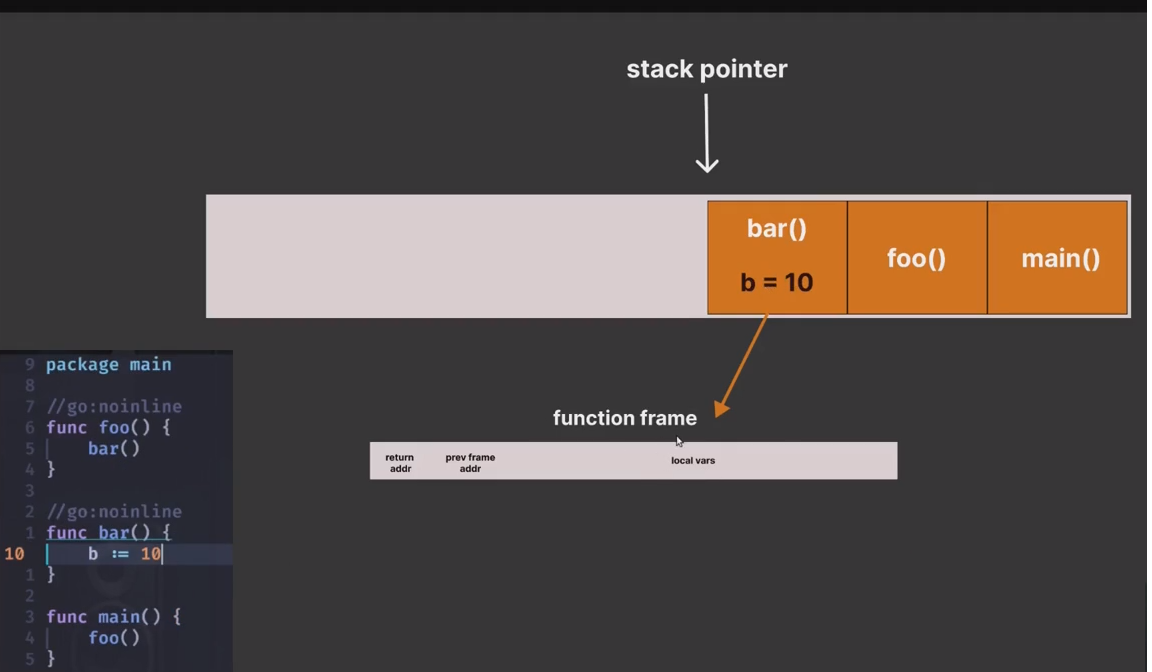 stack pointer
bar()
b = 10
foo()
main()
function frame
return
addr
prev frame
addr
local vars
9 package main
8
7 //go:noinline
6 func foo() {
5 bar()
4 }
3
2 //go:noinline
1 func bar() {
10 b := 10
1 }
2
3 func main() {
4 foo()
5 }